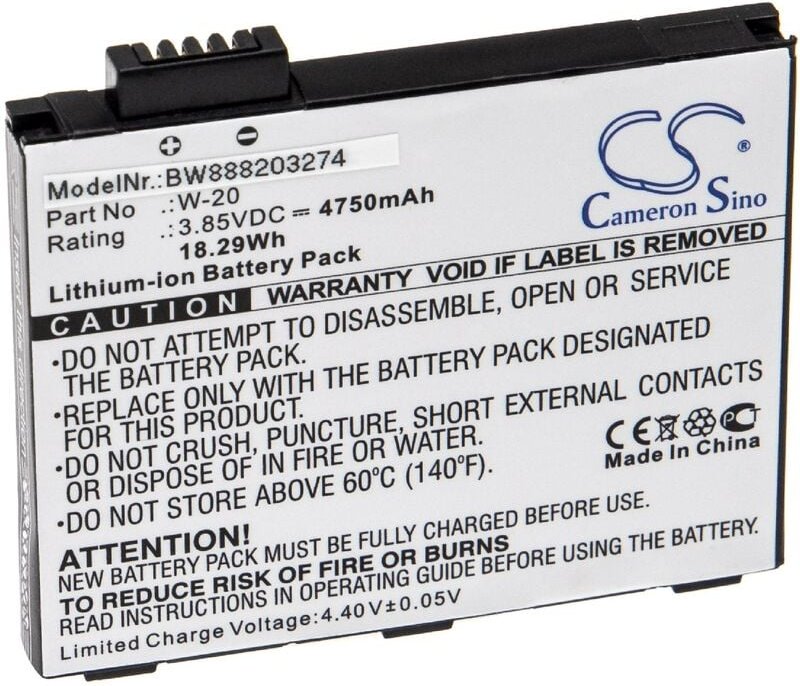 ModelNr.:BW888203274
Part No .:W-20
Rating .:3.85VDC⎓ 4750mAh
18.29Wh
Lithium-ion Battery Pack
CS
Cameron Sino
CAUTION WARRANTY VOID IF LABEL IS REMOVED
•DO NOT ATTEMPT TO DISASSEMBLE, OPEN OR SERVICE
THE BATTERY PACK.
•REPLACE ONLY WITH THE BATTERY PACK DESIGNATED
FOR THIS PRODUCT.
•DO NOT CRUSH, PUNCTURE, SHORT EXTERNAL CONTACTS
OR DISPOSE OF IN FIRE OR WATER.
•DO NOT STORE ABOVE 60°C (140°F).
CE PCT
Made In China
ATTENTION!
NEW BATTERY PACK MUST BE FULLY CHARGED BEFORE USE.
TO REDUCE RISK OF FIRE OR BURNS
READ INSTRUCTIONS IN OPERATING GUIDE BEFORE USING THE BATTERY.
Limited Charge Voltage:4.40V±0.05V